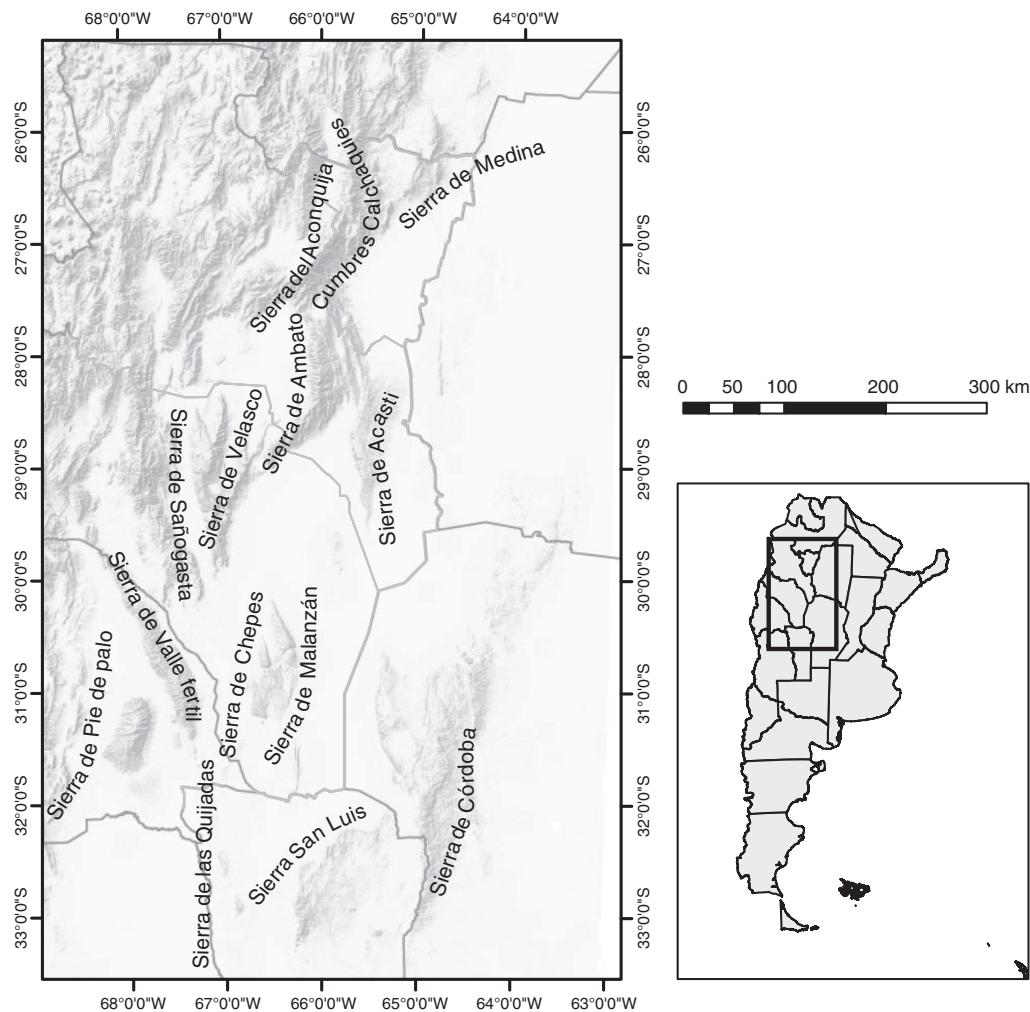 68°0'0"W 67°0'0"W 66°0'0"W 65°0'0"W 64°0'0"W
26°0'0"S
27°0'0"S
28°0'0"S
29°0'0"S
30°0'0"S
31°0'0"S
32°0'0"S
33°0'0"S
Sierra del Aconquija
Cumbres Calchaquies
Sierra de Medina
Sierra de Ambato
Sierra de Sañogasta
Sierra de Velasco
Sierra de Acasti
Sierra de Valle fertil
Sierra de Pie de palo
Sierra de Chepes
Sierra de Malanzán
Sierra de las Quijadas
Sierra San Luis
Sierra de Córdoba
26°0'0"S
27°0'0"S
28°0'0"S
29°0'0"S
30°0'0"S
31°0'0"S
32°0'0"S
33°0'0"S
68°0'0"W 67°0'0"W 66°0'0"W 65°0'0"W 64°0'0"W 63°0'0"W
0 50 100 200 300 km